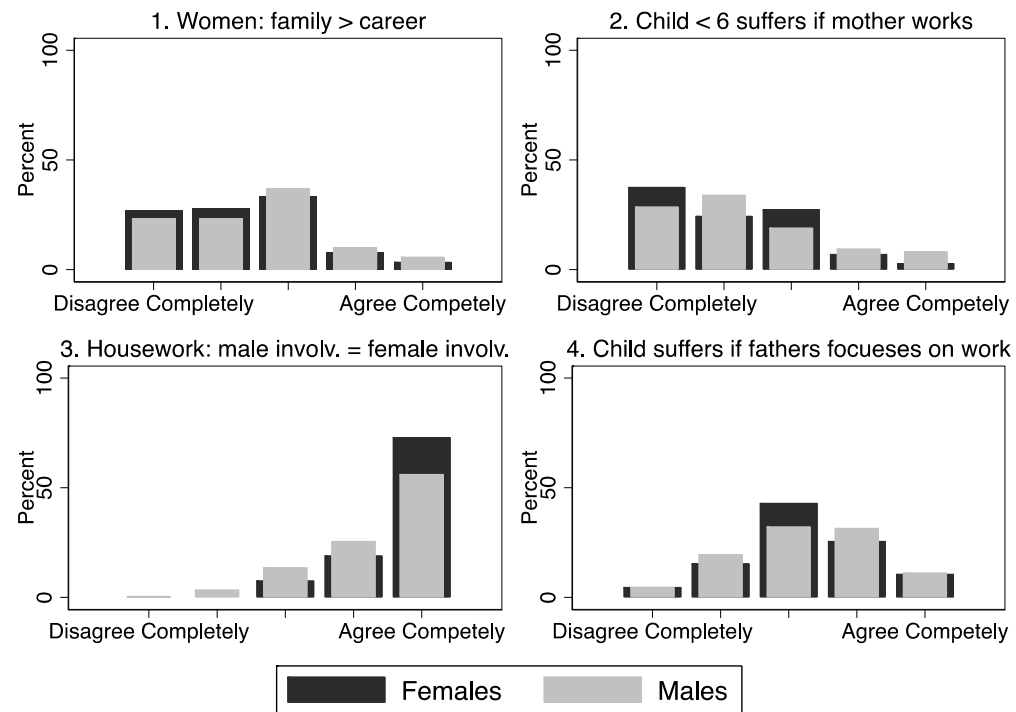 1. Women: family > career
100
50
0
Percent
Disagree Completely
Agree Competely
2. Child < 6 suffers if mother works
100
50
0
Percent
Disagree Completely
Agree Competely
3. Housework: male involv. = female involv.
100
50
0
Percent
Disagree Completely
Agree Competely
4. Child suffers if fathers focueses on work
100
50
0
Percent
Disagree Completely
Agree Competely
Females
Males